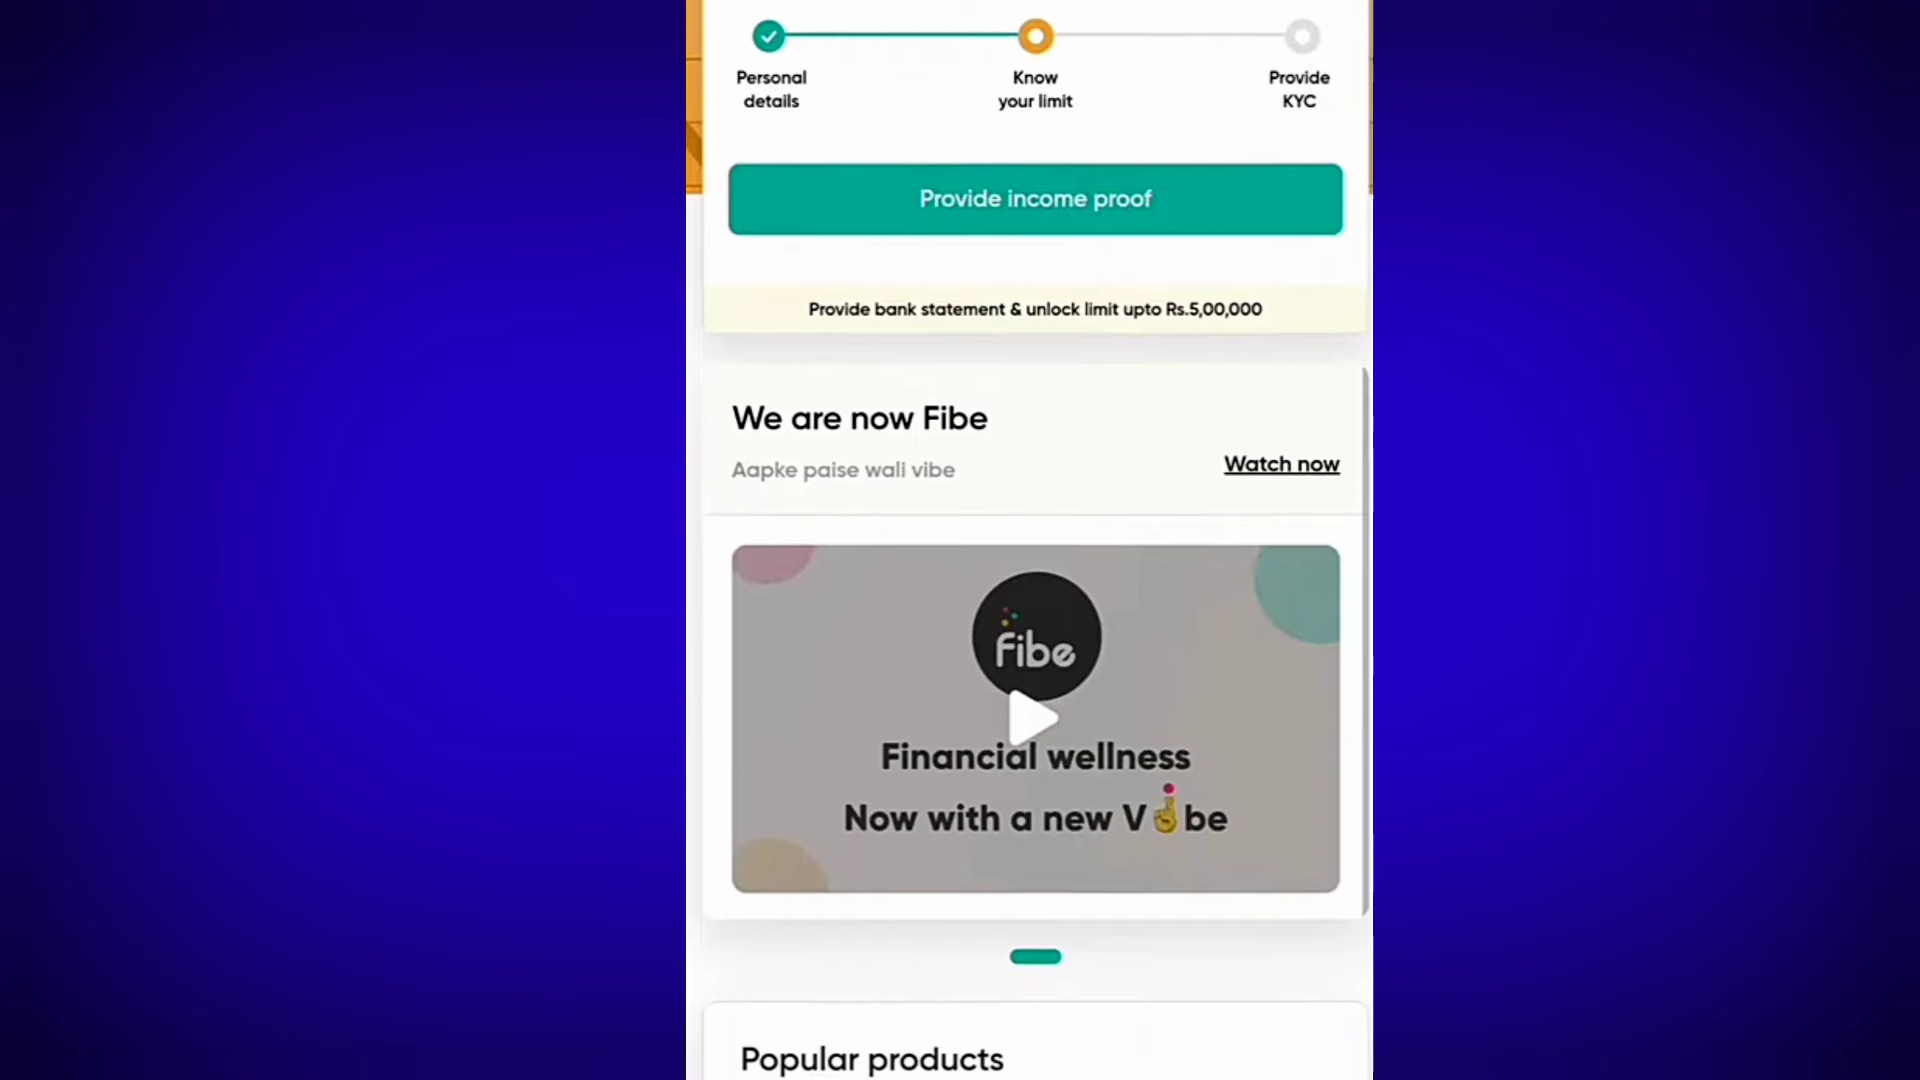 Personal
details
Know
your limit
Provide
KYC
Provide income proof
Provide bank statement & unlock limit upto Rs.5,00,000
We are now Fibe
Aapke paise wali vibe
Watch now
fibe
Financial wellness
Now with a new V be
Popular products